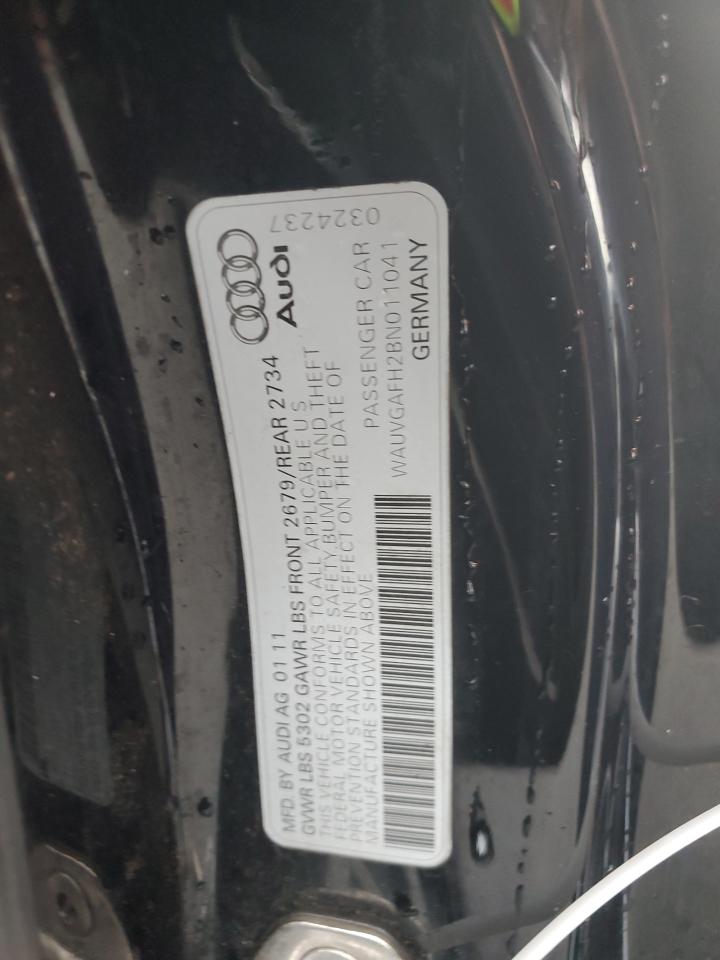 0324237
Audi
MFD. BY AUDI AG 01 11
GVWR LBS 5302 GAWR LBS FRONT 2679/REAR 2734
THIS VEHICLE CONFORMS TO ALL APPLICABLE U S
FEDERAL MOTOR VEHICLE SAFETY, BUMPER AND THEFT
PREVENTION STANDARDS IN EFFECT ON THE DATE OF
MANUFACTURE SHOWN ABOVE
PASSENGER CAR
WAUVGAFH2BN011041
GERMANY